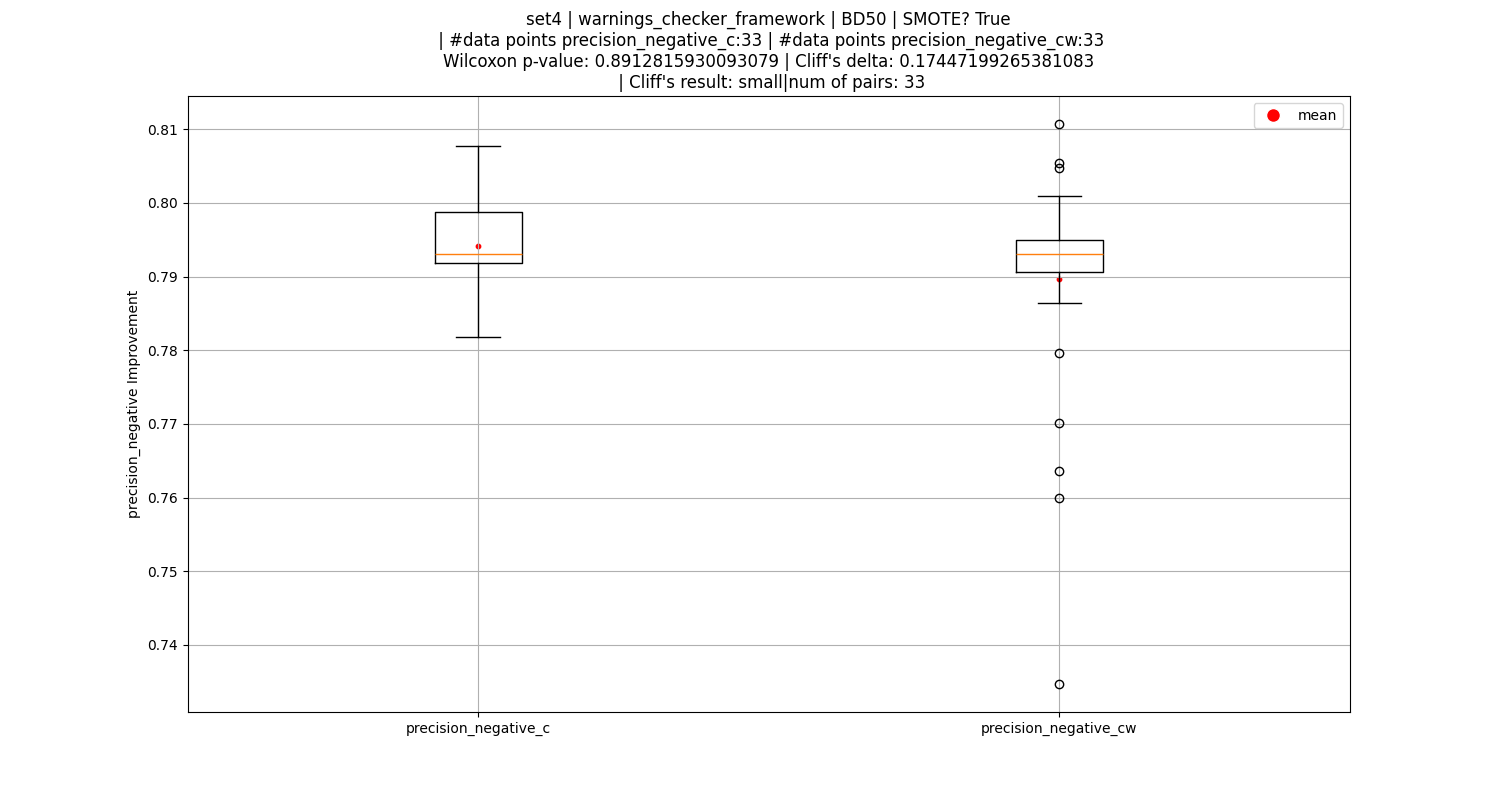 set4 | warnings_checker_framework | BD50 | SMOTE? True
| #data points precision_negative_c:33 | #data points precision_negative_cw:33
Wilcoxon p-value: 0.8912815930093079 | Cliff's delta: 0.17447199265381083
| Cliff's result: small|num of pairs: 33
mean
0.81
0.80
0.79
0.78
0.77
0.76
0.75
0.74
precision_negative Improvement
precision_negative_c
precision_negative_cw